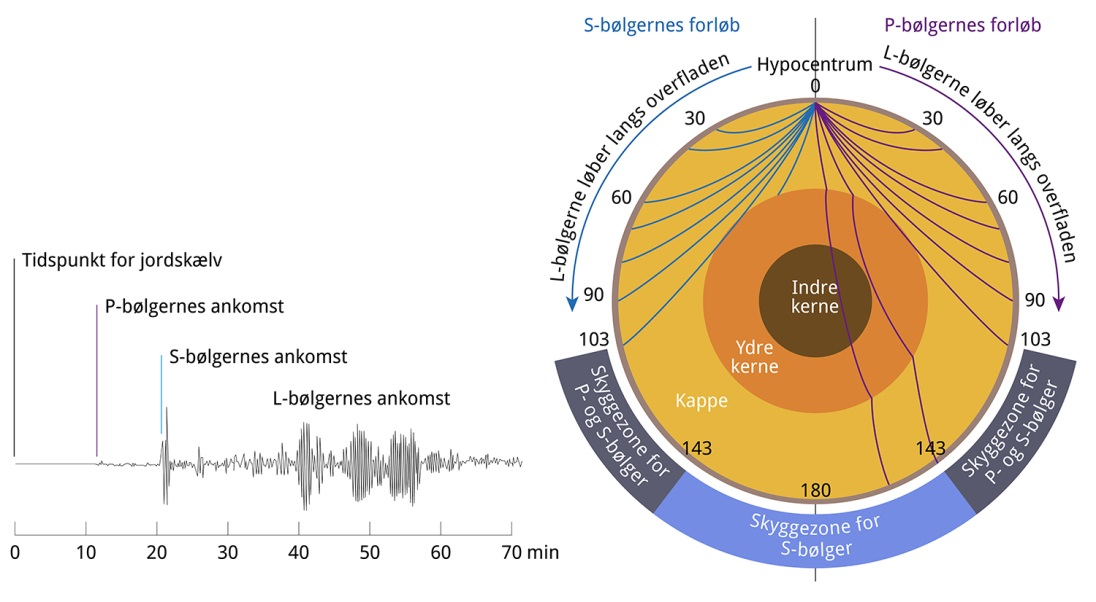 Tidspunkt for jordskælv
P-bølgernes ankomst
S-bølgernes ankomst
L-bølgernes ankomst
0 10 20 30 40 50 60 70 min
S-bølgernes forløb
P-bølgernes forløb
L-bølgerne løber langs overfladen
Hypocentrum
L-bølgerne løber langs overfladen
0
30
30
60
60
90
90
103
103
143
143
180
Indre
kerne
Ydre
kerne
Kappe
Skyggezone for
P- og S-bølger
Skyggezone for
S-bølger
Skyggezone for
P- og S-bølger